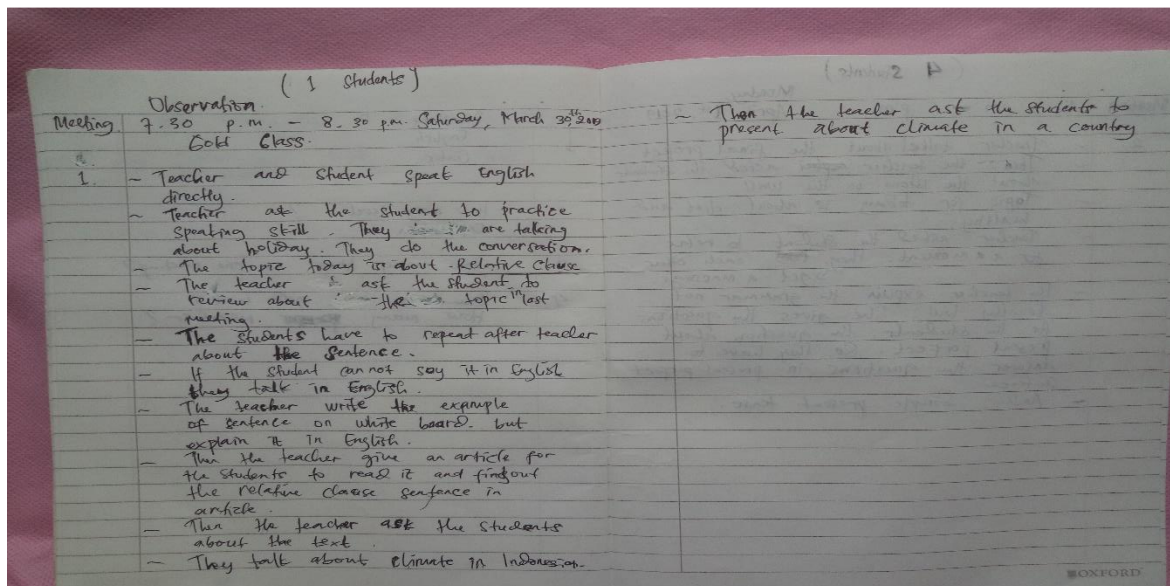 ( 1 Students )
Observation.
Meeting 7.30 p.m. – 8.30 p.m. Saturday, March 30th
Gold Class.
1. – Teacher and Student speak English
directly.
– Teacher ask the student to practice
speaking skill. They are talking
about holiday. They do the conversation.
– The topic today is about Relative Clause
– The teacher ask the student to
review about the topic in last
meeting.
– The students have to repeat after teacher
about the sentence.
– If the student can not say it in English
they talk in English.
– The teacher write the example
of sentence on white board. but
explain it in English.
– Then the teacher give an article for
the students to read it and find out
the relative clause sentence in
article.
– Then the teacher ask the students
about the text.
– They talk about climate in Indonesia.
~ Then the teacher ask the students to
present about climate in a country
OXFORD